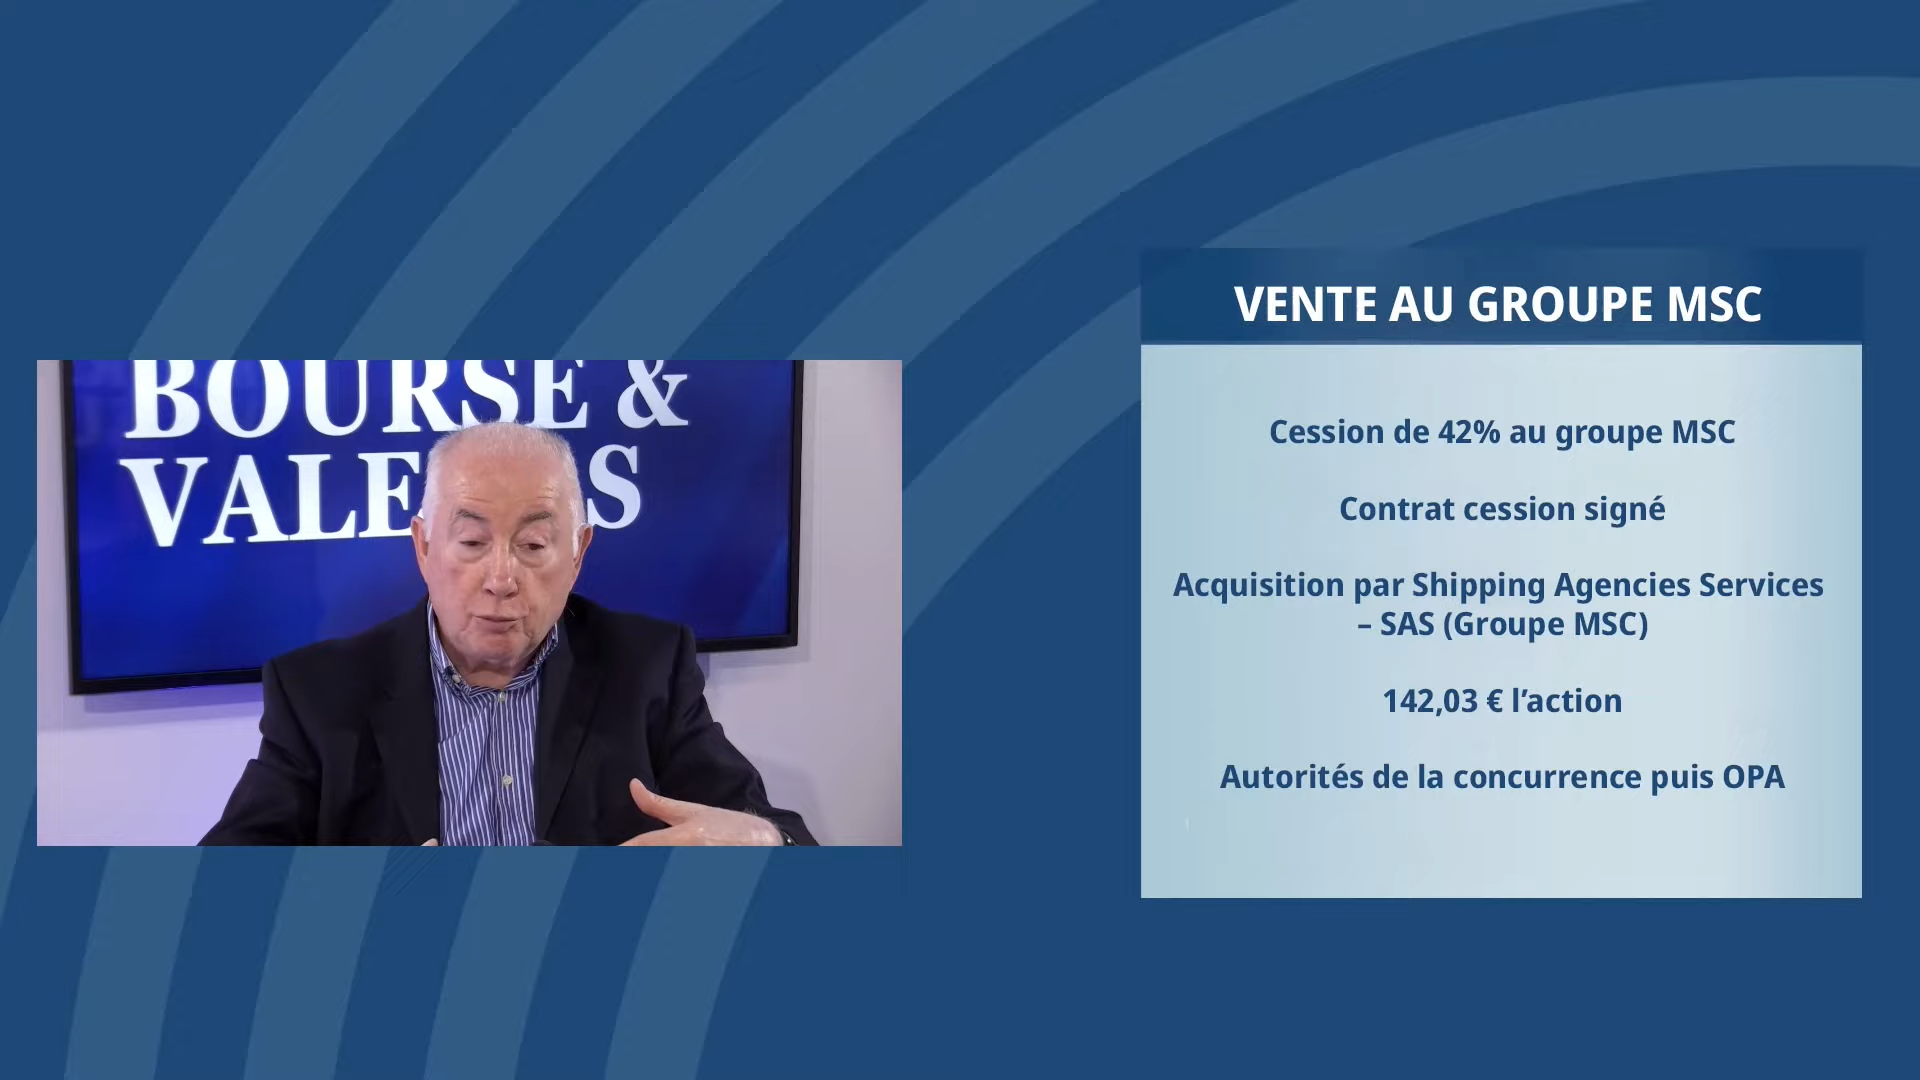 BOURSE &
VALE S
VENTE AU GROUPE MSC
Cession de 42% au groupe MSC
Contrat cession signé
Acquisition par Shipping Agencies Services
– SAS (Groupe MSC)
142,03 € l’action
Autorités de la concurrence puis OPA